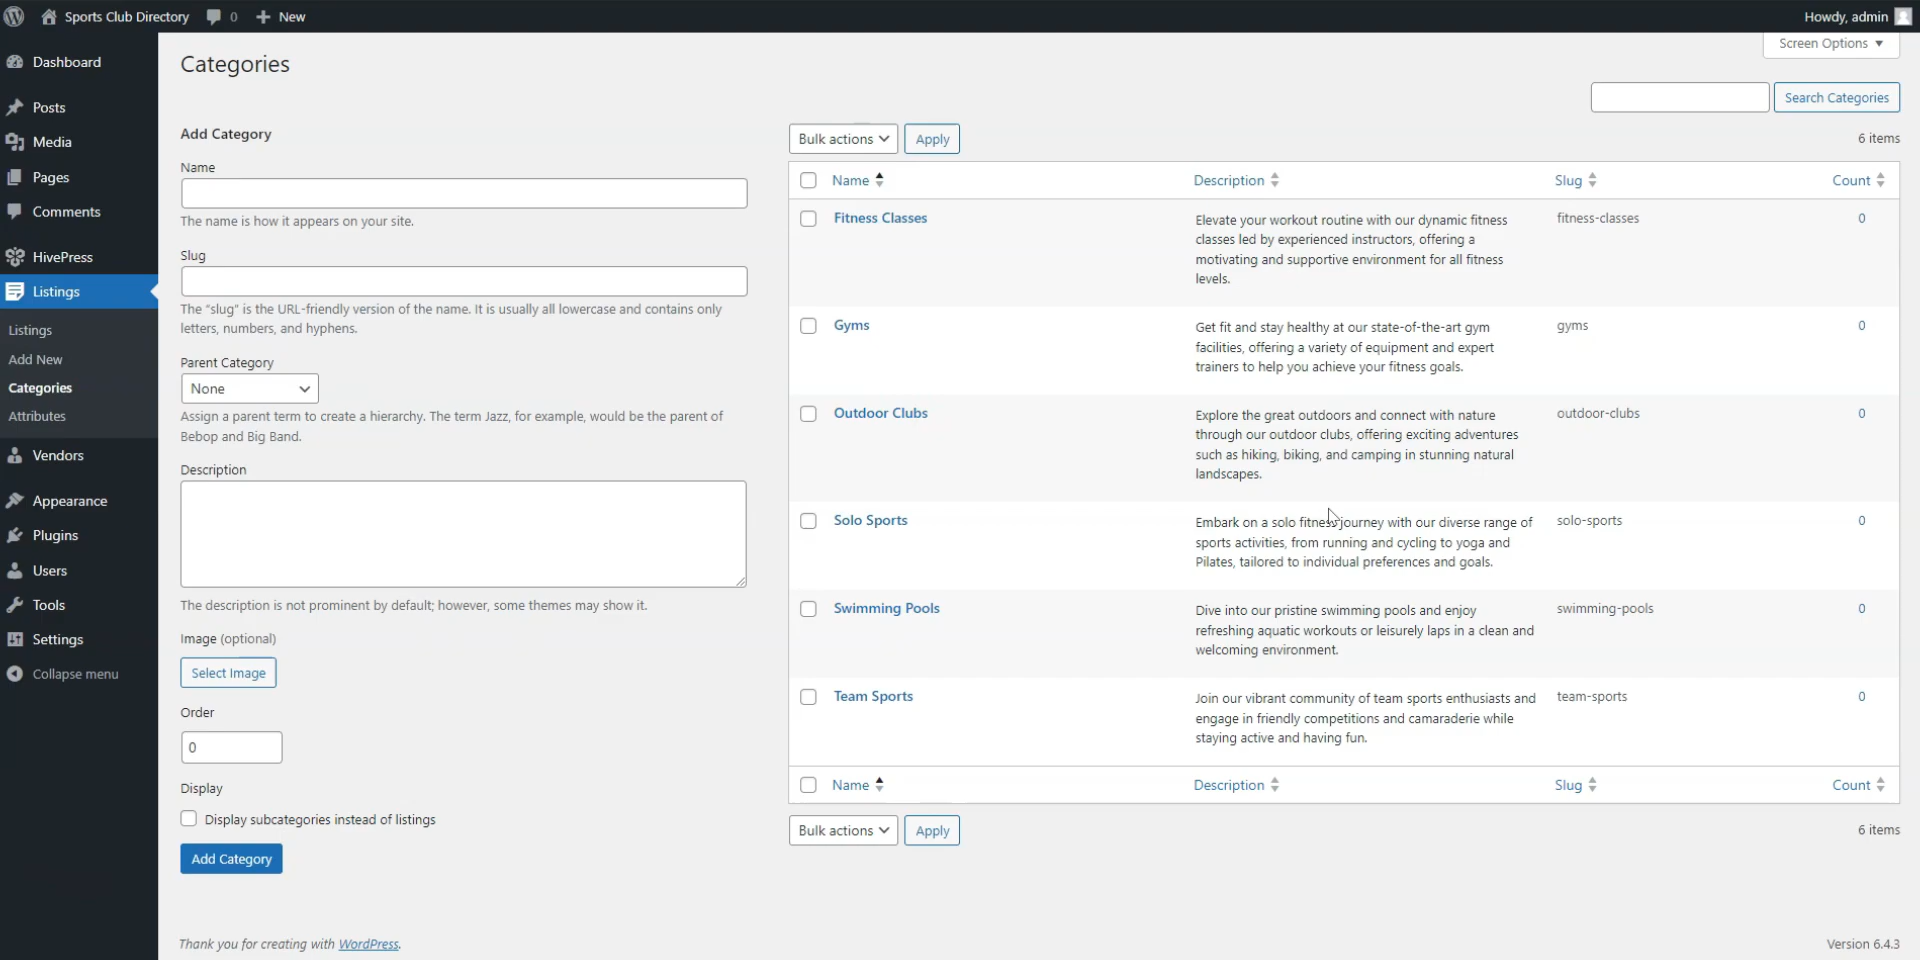 Sports Club Directory 0 New Howdy, admin
Screen Options
Dashboard
Posts
Media
Pages
Comments
HivePress
Listings
Listings
Add New
Categories
Attributes
Vendors
Appearance
Plugins
Users
Tools
Settings
Collapse menu
Categories
Search Categories
Add Category
Name
The name is how it appears on your site.
Slug
The “slug” is the URL-friendly version of the name. It is usually all lowercase and contains only
letters, numbers, and hyphens.
Parent Category
None
Assign a parent term to create a hierarchy. The term Jazz, for example, would be the parent of
Bebop and Big Band.
Description
The description is not prominent by default; however, some themes may show it.
Image (optional)
Select Image
Order
0
Display
Display subcategories instead of listings
Add Category
Bulk actions Apply 6 items
Name Description Slug Count
Fitness Classes
Elevate your workout routine with our dynamic fitness
classes led by experienced instructors, offering a
motivating and supportive environment for all fitness
levels.
fitness-classes
0
Gyms
Get fit and stay healthy at our state-of-the-art gym
facilities, offering a variety of equipment and expert
trainers to help you achieve your fitness goals.
gyms
0
Outdoor Clubs
Explore the great outdoors and connect with nature
through our outdoor clubs, offering exciting adventures
such as hiking, biking, and camping in stunning natural
landscapes.
outdoor-clubs
0
Solo Sports
Embark on a solo fitness journey with our diverse range of
sports activities, from running and cycling to yoga and
Pilates, tailored to individual preferences and goals.
solo-sports
0
Swimming Pools
Dive into our pristine swimming pools and enjoy
refreshing aquatic workouts or leisurely laps in a clean and
welcoming environment.
swimming-pools
0
Team Sports
Join our vibrant community of team sports enthusiasts and
engage in friendly competitions and camaraderie while
staying active and having fun.
team-sports
0
Name Description Slug Count
Bulk actions Apply 6 items
Thank you for creating with WordPress.
Version 6.4.3